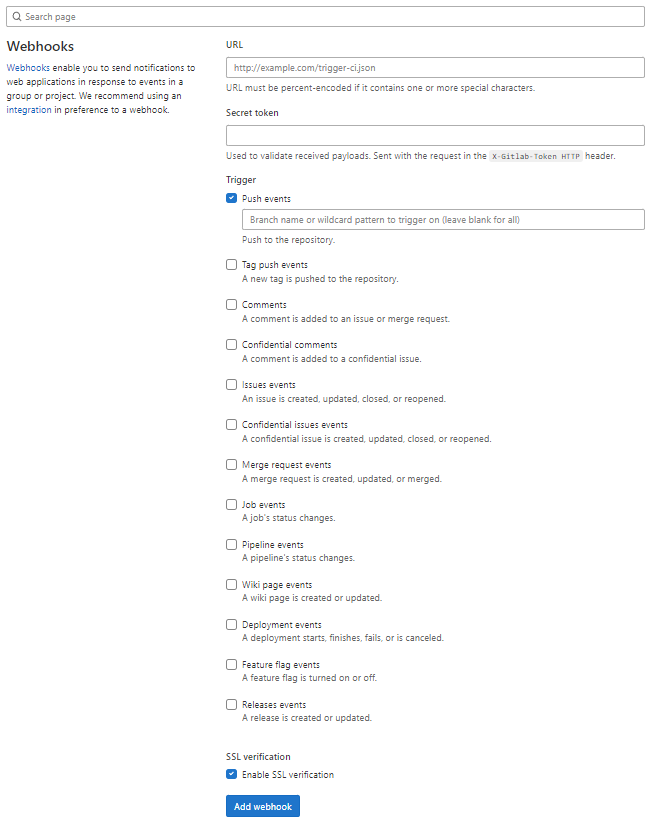 Search page
Webhooks
Webhooks enable you to send notifications to
web applications in response to events in a
group or project. We recommend using an
integration in preference to a webhook.
URL
http://example.com/trigger-ci.json
URL must be percent-encoded if it contains one or more special characters.
Secret token
Used to validate received payloads. Sent with the request in the X-Gitlab-Token HTTP header.
Trigger
Push events
Branch name or wildcard pattern to trigger on (leave blank for all)
Push to the repository.
Tag push events
A new tag is pushed to the repository.
Comments
A comment is added to an issue or merge request.
Confidential comments
A comment is added to a confidential issue.
Issues events
An issue is created, updated, closed, or reopened.
Confidential issues events
A confidential issue is created, updated, closed, or reopened.
Merge request events
A merge request is created, updated, or merged.
Job events
A job's status changes.
Pipeline events
A pipeline's status changes.
Wiki page events
A wiki page is created or updated.
Deployment events
A deployment starts, finishes, fails, or is canceled.
Feature flag events
A feature flag is turned on or off.
Releases events
A release is created or updated.
SSL verification
Enable SSL verification
Add webhook